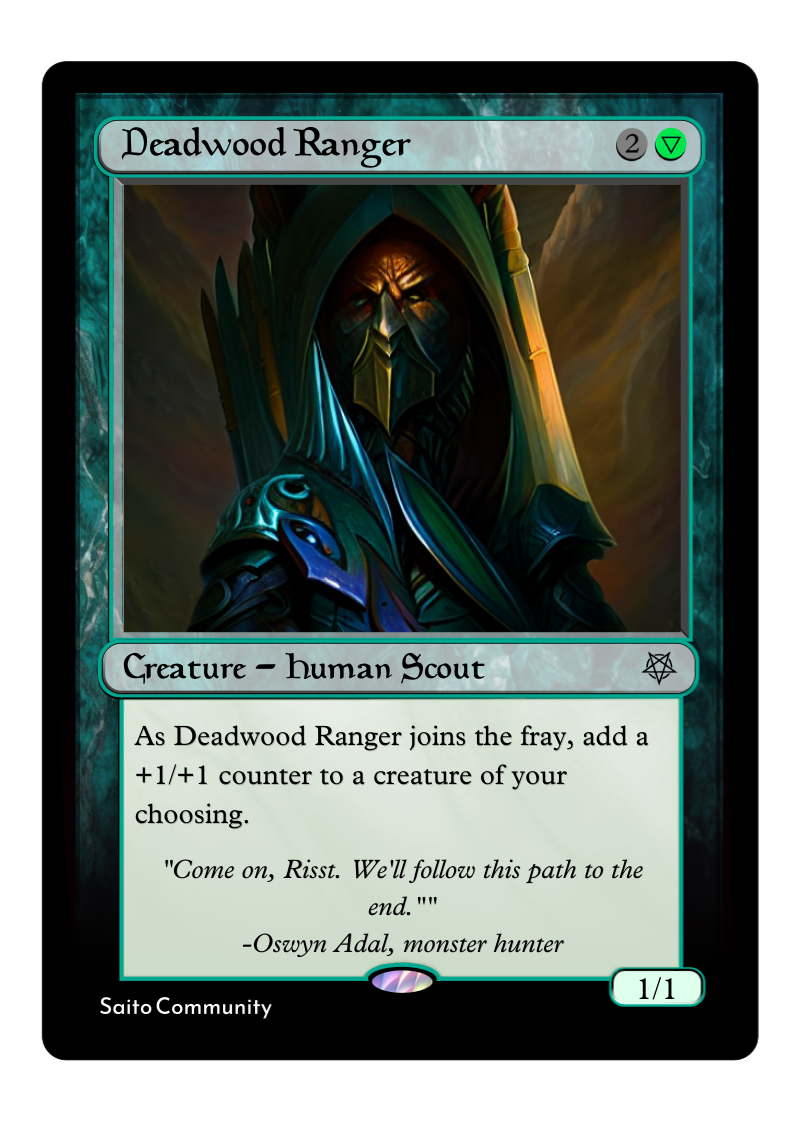 Deadwood Ranger 2
Creature – Human Scout
As Deadwood Ranger joins the fray, add a
+1/+1 counter to a creature of your
choosing.
"Come on, Risst. We'll follow this path to the
end.""
-Oswyn Adal, monster hunter
1/1
Saito Community